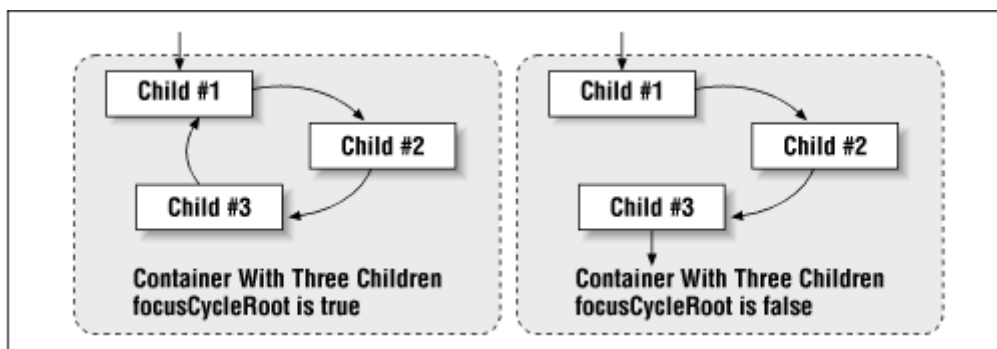 Child #1
Child #2
Child #3
Container With Three Children
focusCycleRoot is true
Child #1
Child #2
Child #3
Container With Three Children
focusCycleRoot is false